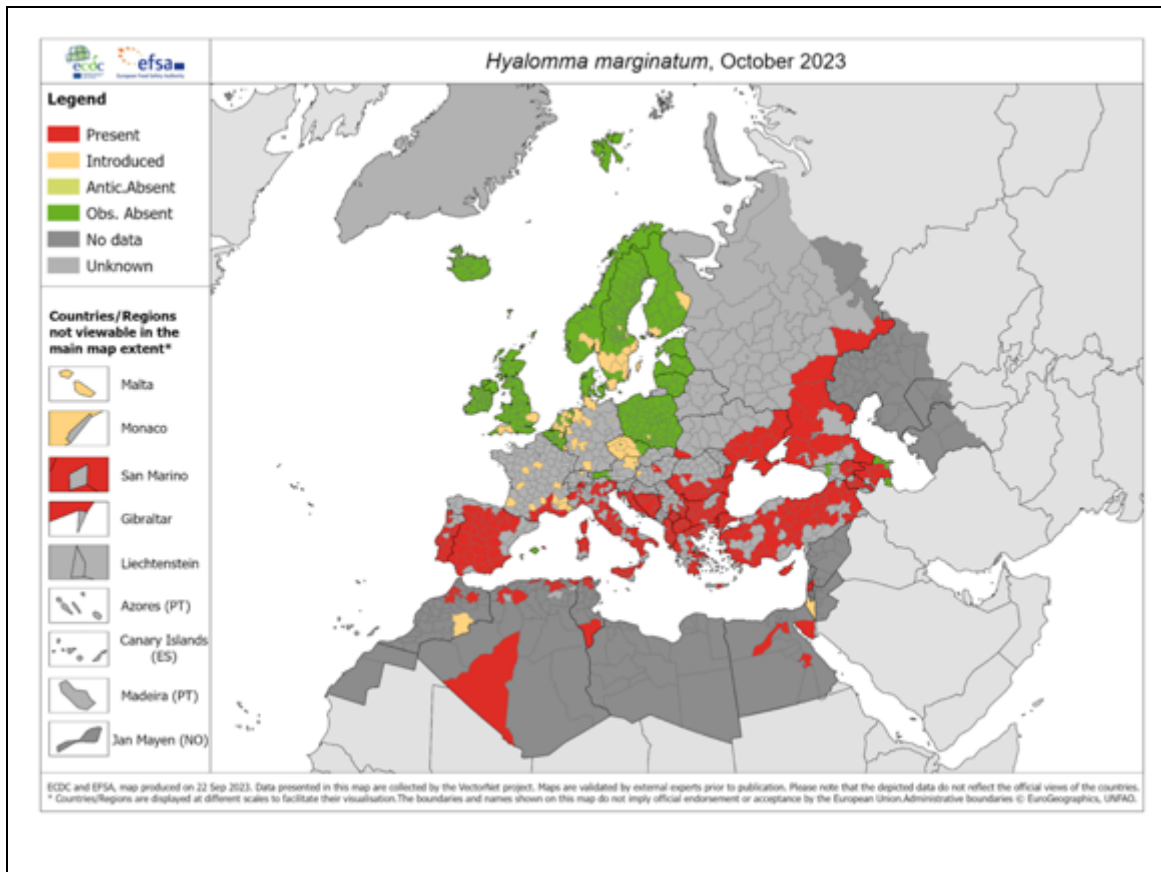 ecdc
efsa
European Food Safety Authority
Hyalomma marginatum, October 2023
Legend
Present
Introduced
Antic.Absent
Obs. Absent
No data
Unknown
Countries/Regions
not viewable in the
main map extent*
Malta
Monaco
San Marino
Gibraltar
Liechtenstein
Azores (PT)
Canary Islands
(ES)
Madeira (PT)
Jan Mayen (NO)
ECDC and EFSA, map produced on 22 Sep 2023. Data presented in this map are collected by the VectorNet project. Maps are validated by external experts prior to publication. Please note that the depicted data do not reflect the official views of the countries.
* Countries/Regions are displayed at different scales to facilitate their visualisation.The boundaries and names shown on this map do not imply official endorsement or acceptance by the European Union.Administrative boundaries © EuroGeographics, UNFAO.